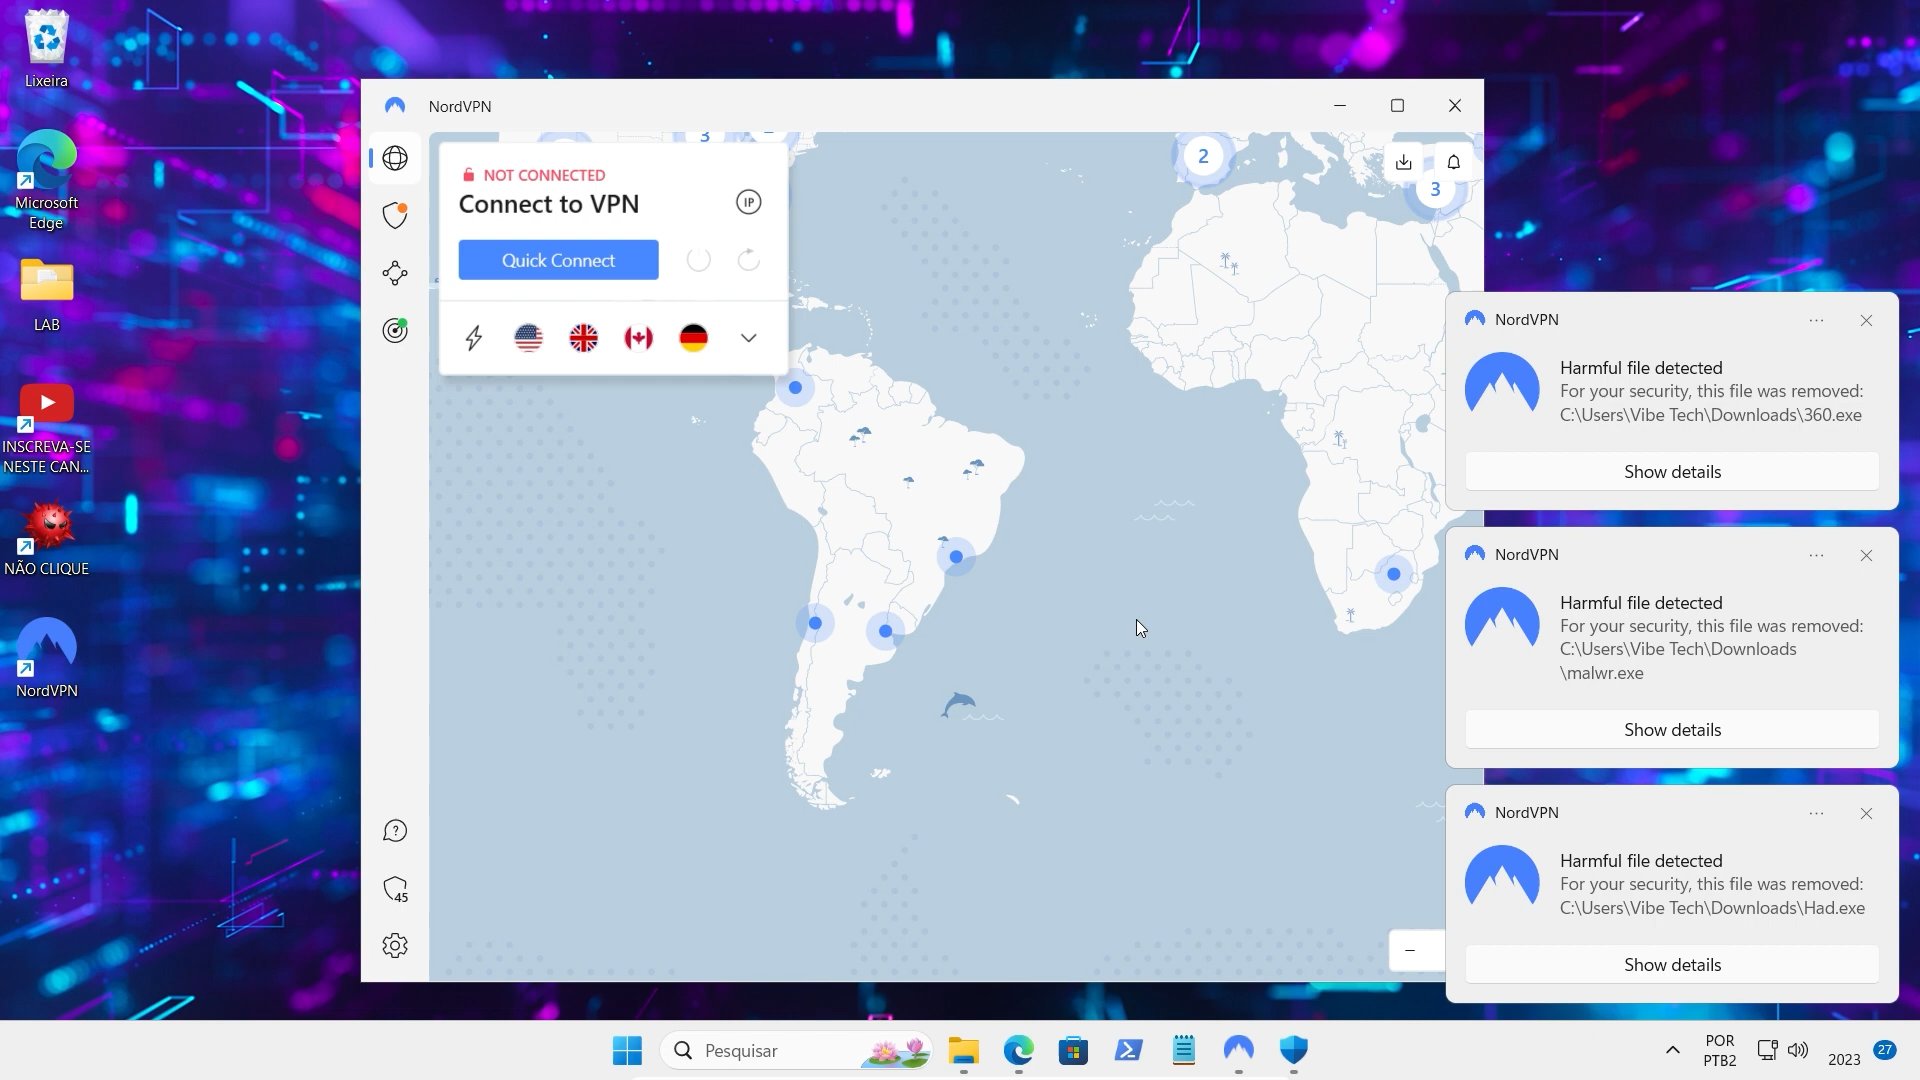 Lixeira
Microsoft
Edge
LAB
INSCREVA-SE
NESTE CAN...
NÃO CLIQUE
NordVPN
NordVPN
NOT CONNECTED
Connect to VPN
IP
Quick Connect
3
2
3
45
NordVPN
Harmful file detected
For your security, this file was removed:
C:\Users\Vibe Tech\Downloads\360.exe
Show details
NordVPN
Harmful file detected
For your security, this file was removed:
C:\Users\Vibe Tech\Downloads
\malwr.exe
Show details
NordVPN
Harmful file detected
For your security, this file was removed:
C:\Users\Vibe Tech\Downloads\Had.exe
Show details
Pesquisar
POR
PTB2
2023
27